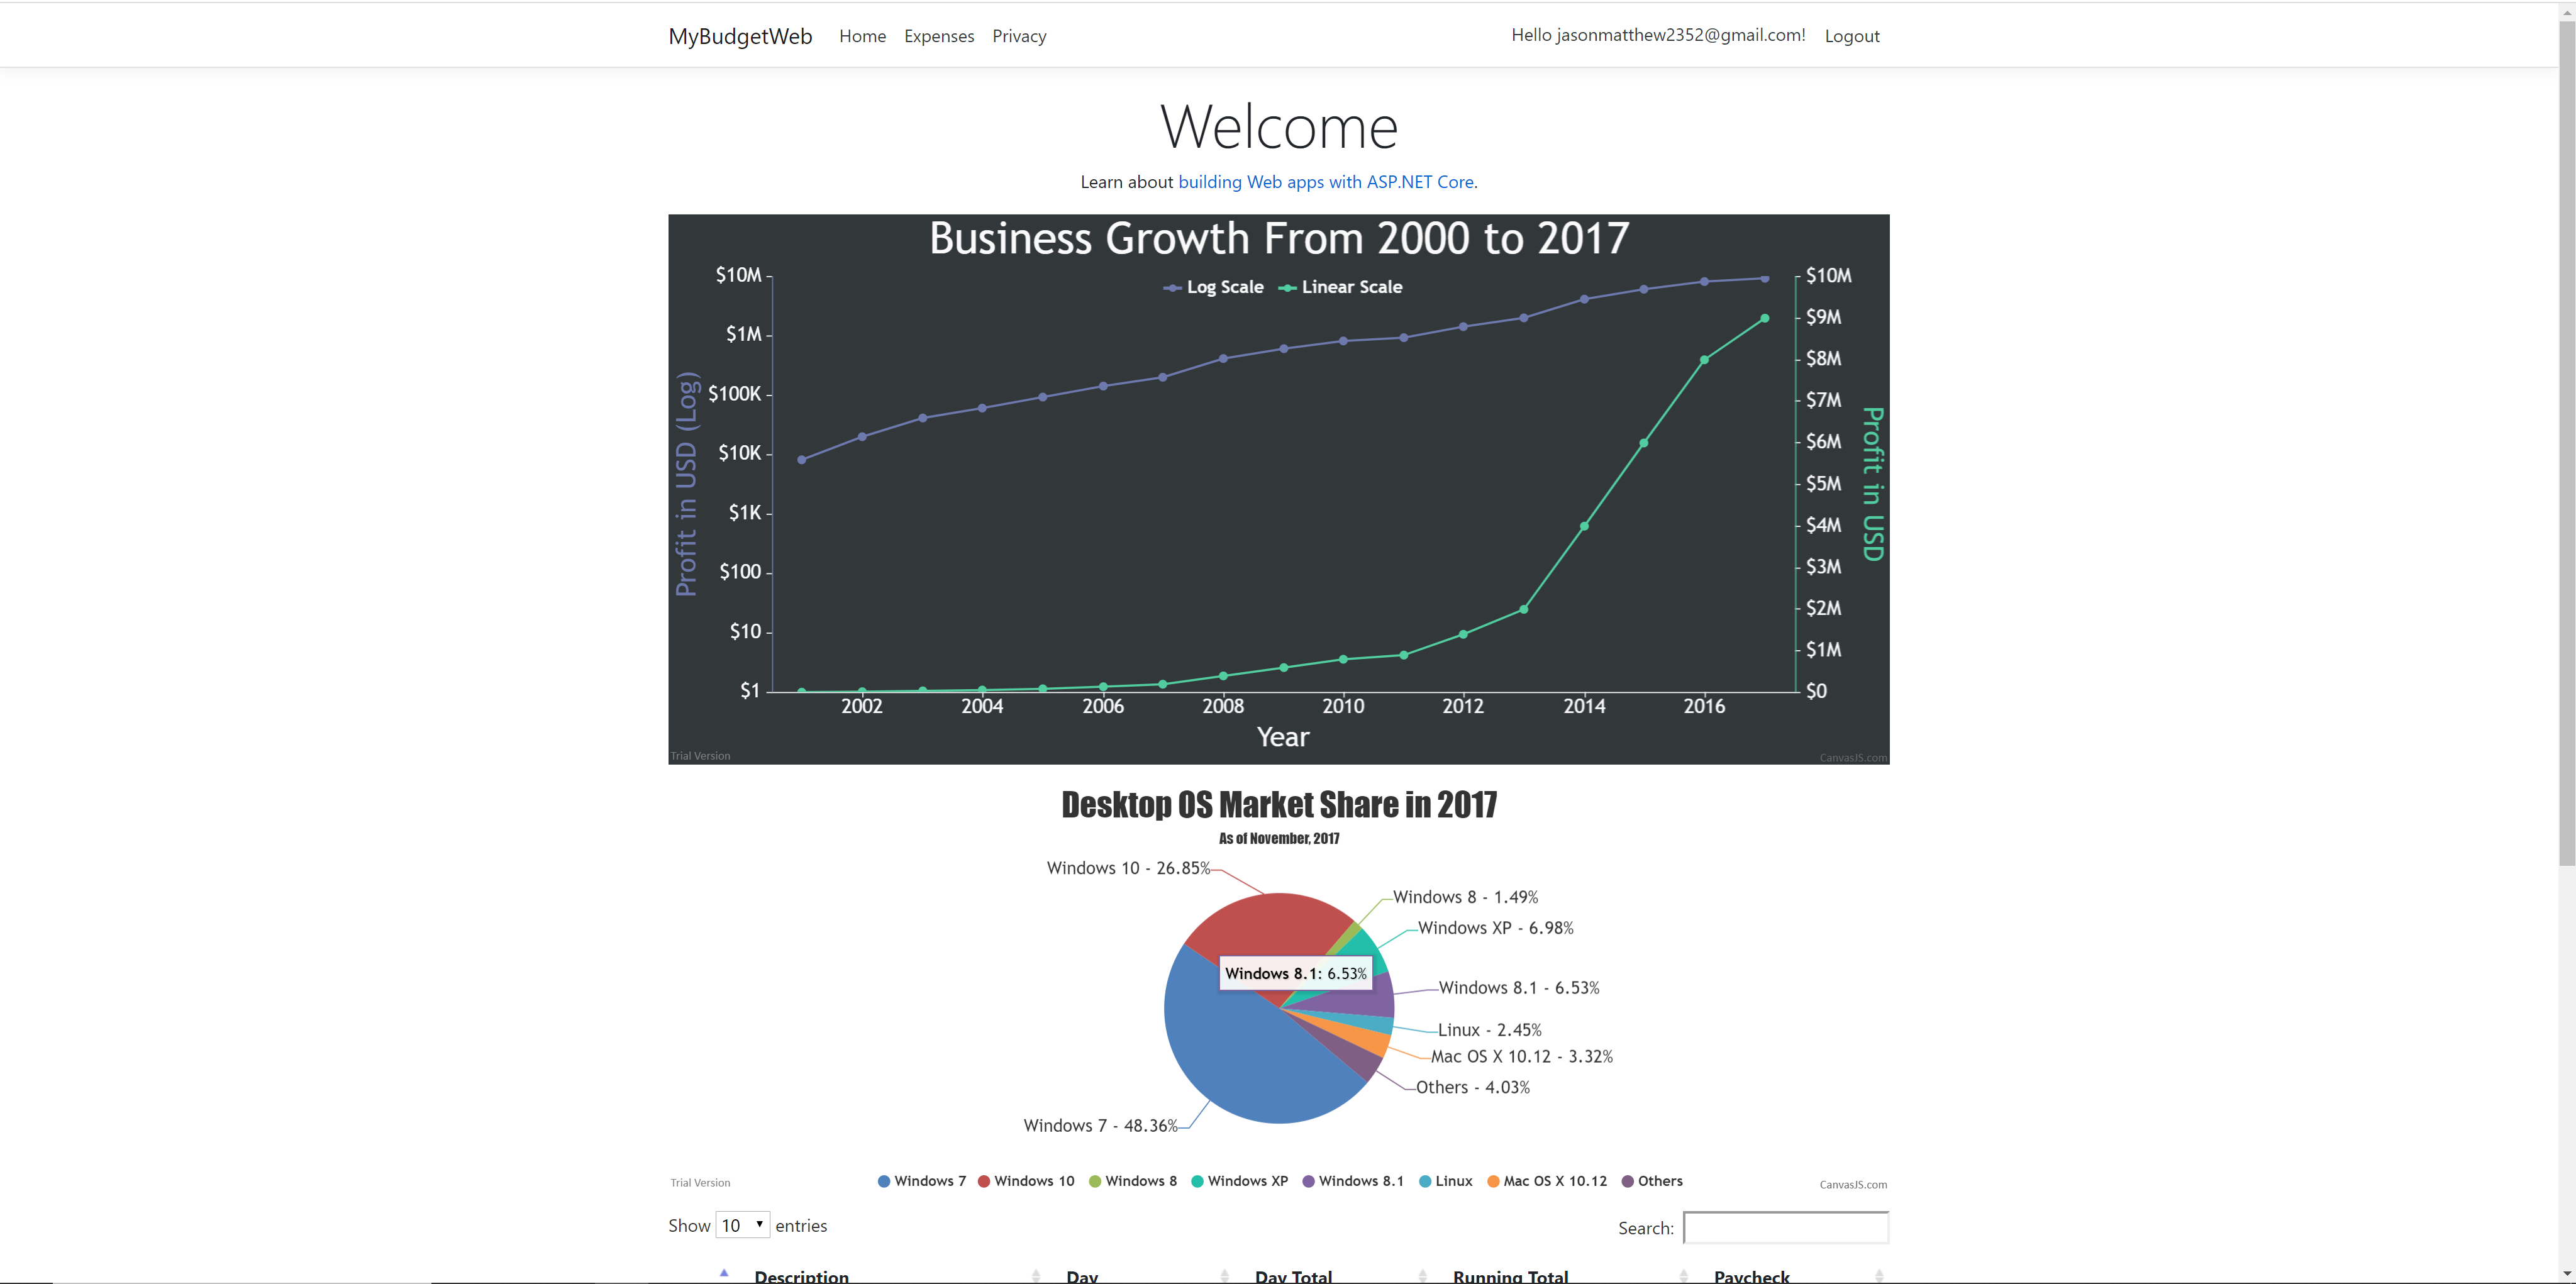 MyBudgetWeb Home Expenses Privacy Hello jasonmatthew2352@gmail.com! Logout
Welcome
Learn about building Web apps with ASP.NET Core.
Business Growth From 2000 to 2017
Log Scale Linear Scale
Profit in USD (Log)
$10M
$1M
$100K
$10K
$1K
$100
$10
$1
$10M
$9M
$8M
$7M
$6M
$5M
$4M
$3M
$2M
$1M
$0
Profit in USD
2002 2004 2006 2008 2010 2012 2014 2016
Year
Trial Version CanvasJS.com
Desktop OS Market Share in 2017
As of November, 2017
Windows 10 - 26.85%
Windows 8 - 1.49%
Windows XP - 6.98%
Windows 8.1: 6.53%
Windows 8.1 - 6.53%
Linux - 2.45%
Mac OS X 10.12 - 3.32%
Others - 4.03%
Windows 7 - 48.36%
Windows 7 Windows 10 Windows 8 Windows XP Windows 8.1 Linux Mac OS X 10.12 Others
Trial Version CanvasJS.com
Show 10 entries Search:
Description Day Day Total Running Total Paycheck